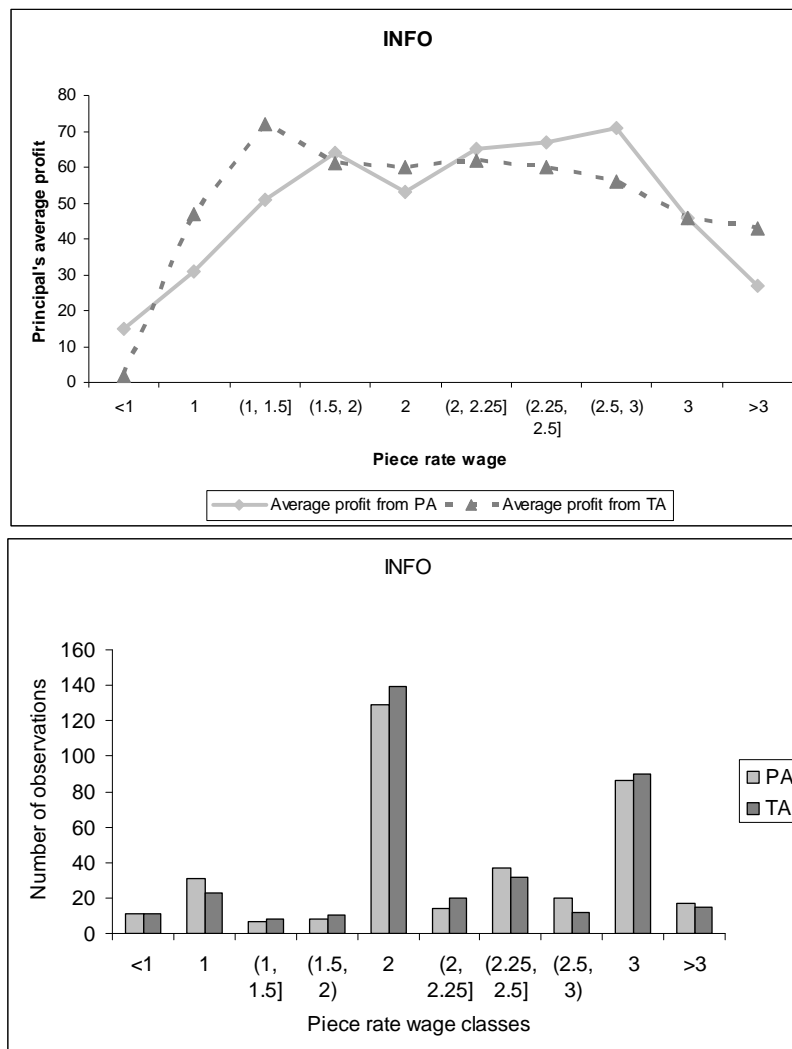 INFO
Principal's average profit
80
70
60
50
40
30
20
10
0
<1 1 (1, 1.5] (1.5, 2) 2 (2, 2.25] (2.25, (2.5, 3) 3 >3
2.5]
Piece rate wage
Average profit from PA Average profit from TA
INFO
Number of observations
160
140
120
100
80
60
40
20
0
PA
TA
<1 1 (1, (1.5, 2 (2, (2.25, (2.5, 3 >3
1.5] 2) 2.25] 2.5] 3)
Piece rate wage classes